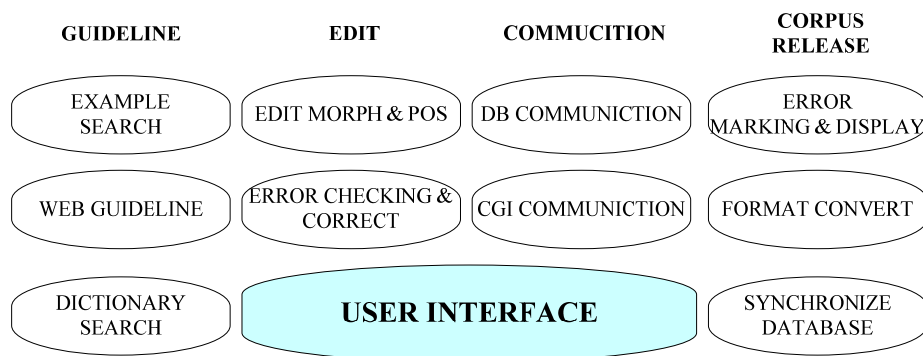 GUIDELINE
EDIT
COMMUCITION
CORPUS
RELEASE
EXAMPLE
SEARCH
EDIT MORPH & POS
DB COMMUNICTION
ERROR
MARKING & DISPLAY
WEB GUIDELINE
ERROR CHECKING &
CORRECT
CGI COMMUNICTION
FORMAT CONVERT
DICTIONARY
SEARCH
USER INTERFACE
SYNCHRONIZE
DATABASE